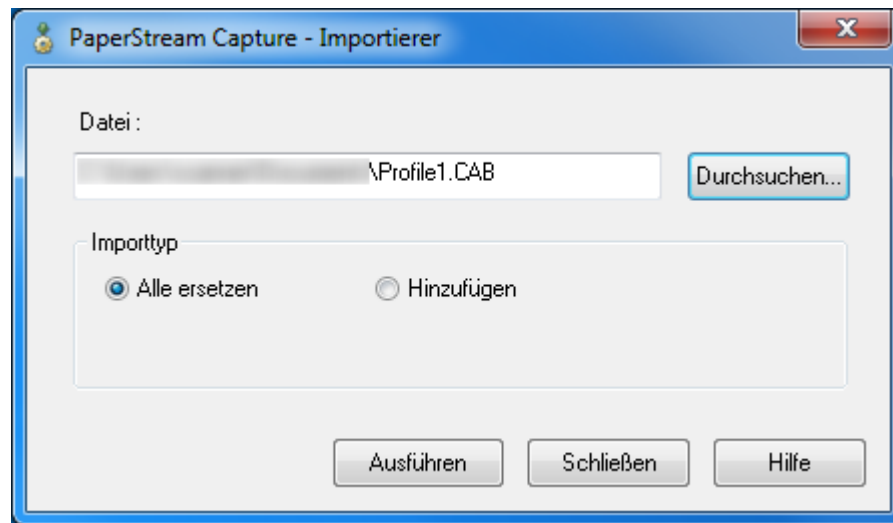 PaperStream Capture - Importierer
Datei :
\Profile1.CAB
Durchsuchen...
Importtyp
Alle ersetzen
Hinzufügen
Ausführen
Schließen
Hilfe